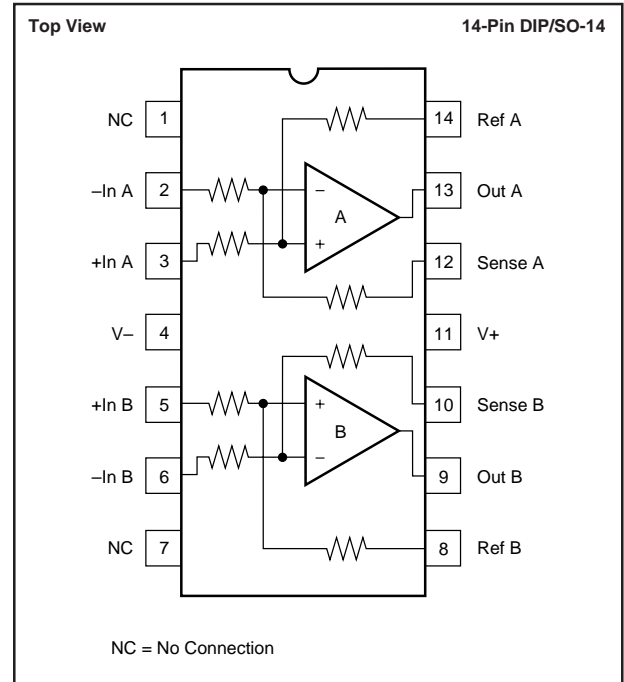 Top View 14-Pin DIP/SO-14
NC 1 14 Ref A
–In A 2 – 13 Out A
A
+In A 3 + 12 Sense A
V– 4 11 V+
+In B 5 + 10 Sense B
B
–In B 6 – 9 Out B
NC 7 8 Ref B
NC = No Connection